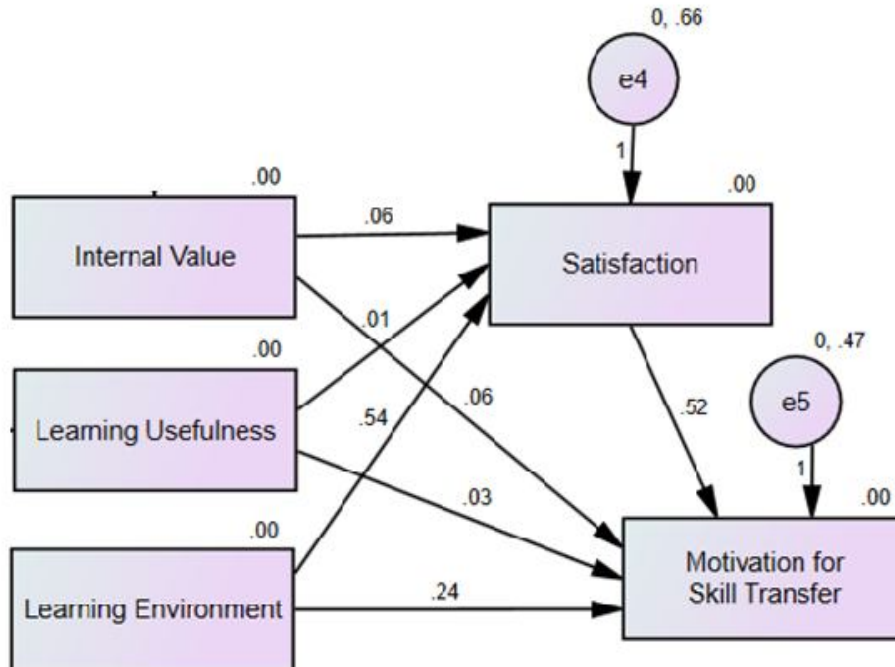 0, .66
e4
1
.00
.00
.06
Internal Value
Satisfaction
.01
.00
0, .47
.06
e5
Learning Usefulness
.54
.52
1
.03
.00
.00
Motivation for
Skill Transfer
.24
Learning Environment